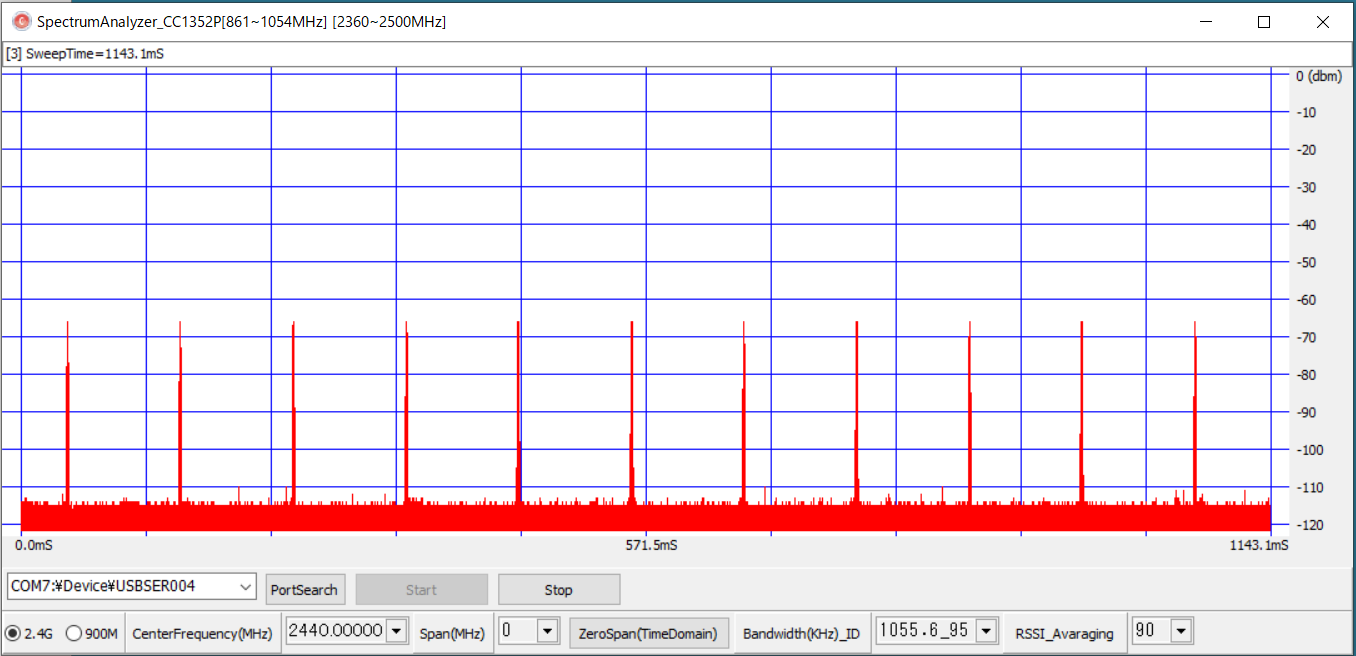 SpectrumAnalyzer_CC1352P[861~1054MHz] [2360~2500MHz]
[3] SweepTime=1143.1mS
0 (dbm)
-10
-20
-30
-40
-50
-60
-70
-80
-90
-100
-110
-120
0.0mS 571.5mS 1143.1mS
COM7:¥Device¥USBSER004 PortSearch Start Stop
2.4G 900M CenterFrequency(MHz) 2440.00000 Span(MHz) 0 ZeroSpan(TimeDomain) Bandwidth(KHz)_ID 1055.6_95 RSSI_Avaraging 90